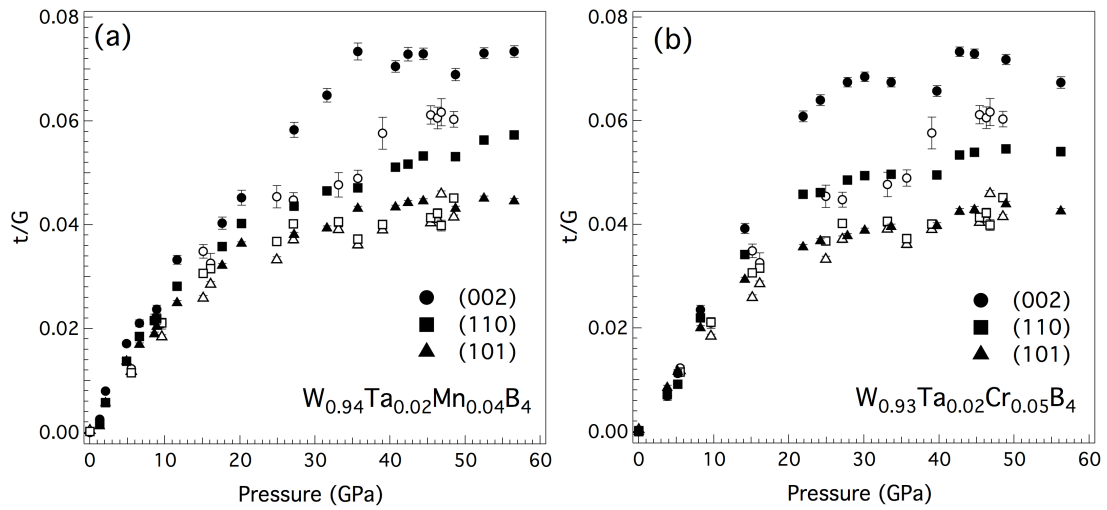 (a)
0.08
0.06
0.04
0.02
0.00
t/G
(002)
(110)
(101)
W0.94Ta0.02Mn0.04B4
0 10 20 30 40 50 60
Pressure (GPa)
(b)
0.08
0.06
0.04
0.02
0.00
t/G
(002)
(110)
(101)
W0.93Ta0.02Cr0.05B4
0 10 20 30 40 50 60
Pressure (GPa)